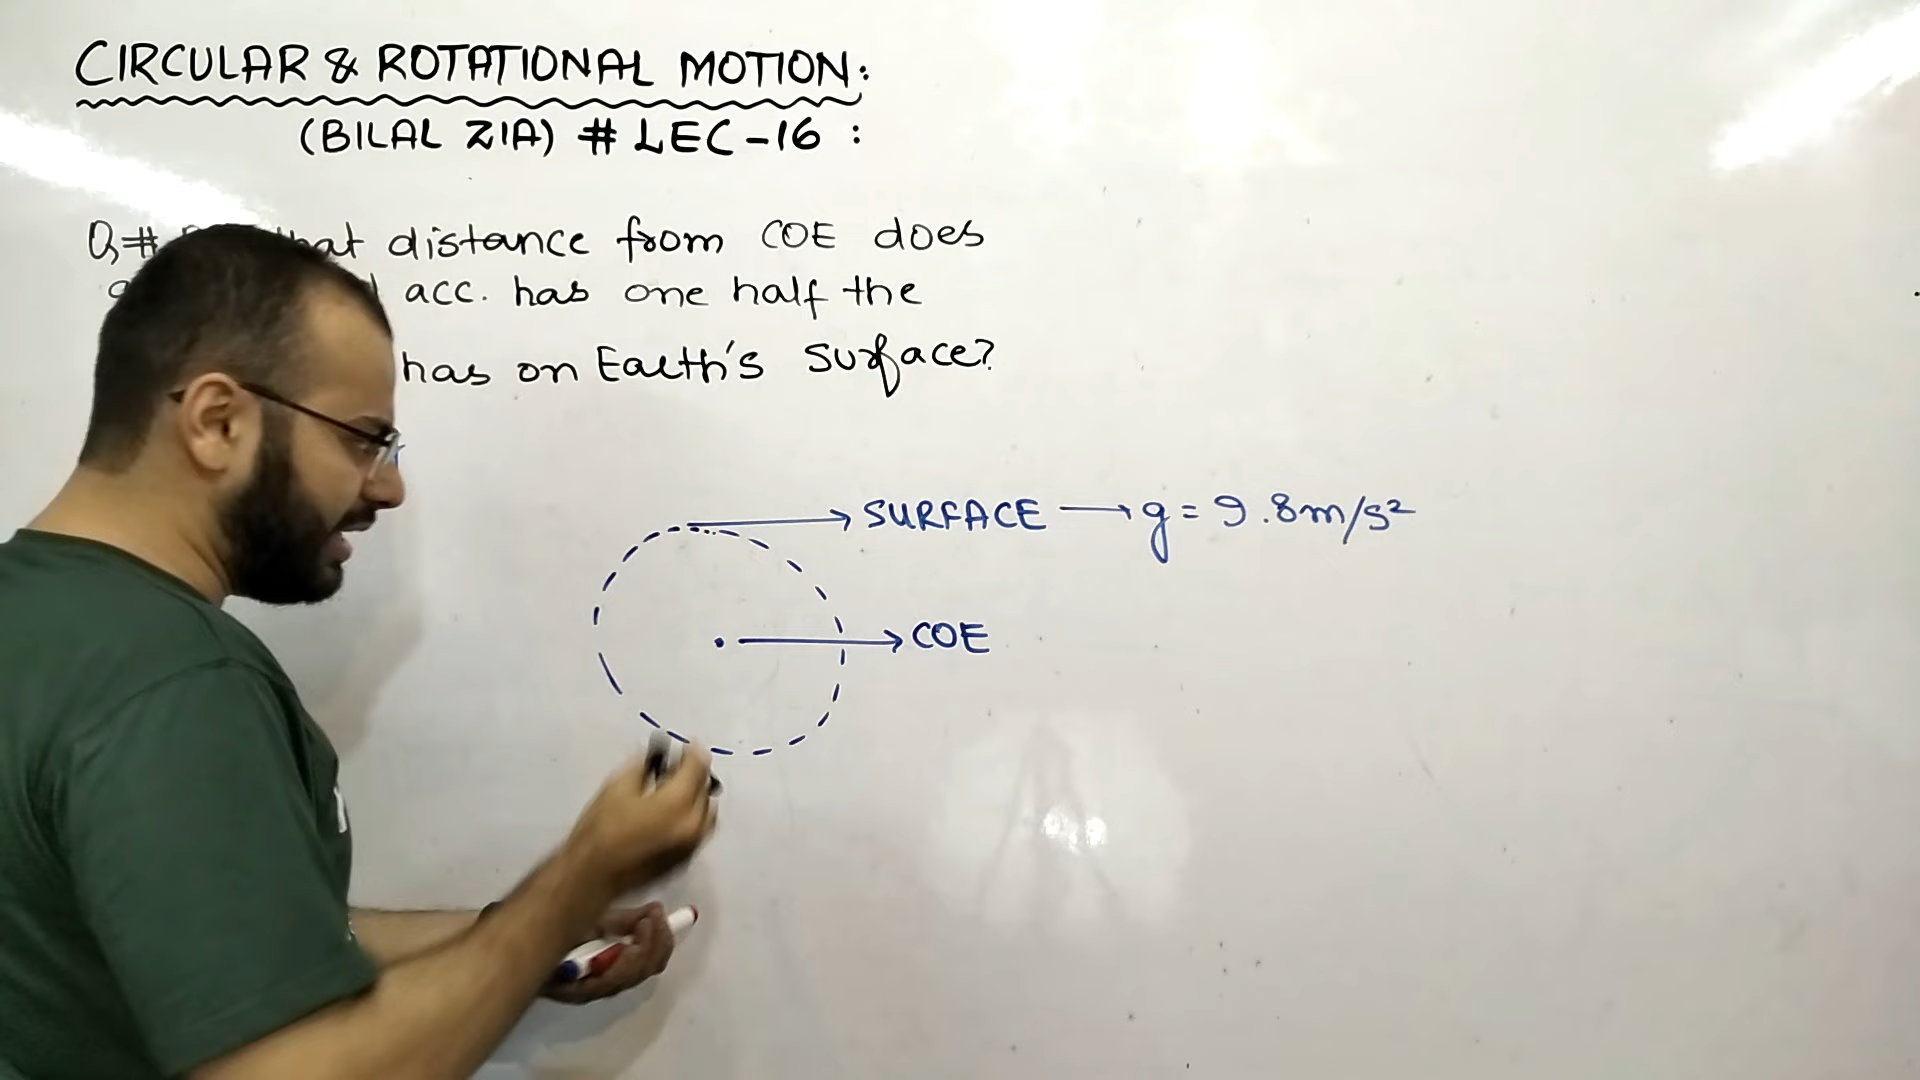 CIRCULAR & ROTATIONAL MOTION:
(BILAL ZIA) # LEC-16 :
Q# distance from COE does
acc. has one half the
has on Earth's Surface?
SURFACE → g = 9.8m/s²
COE